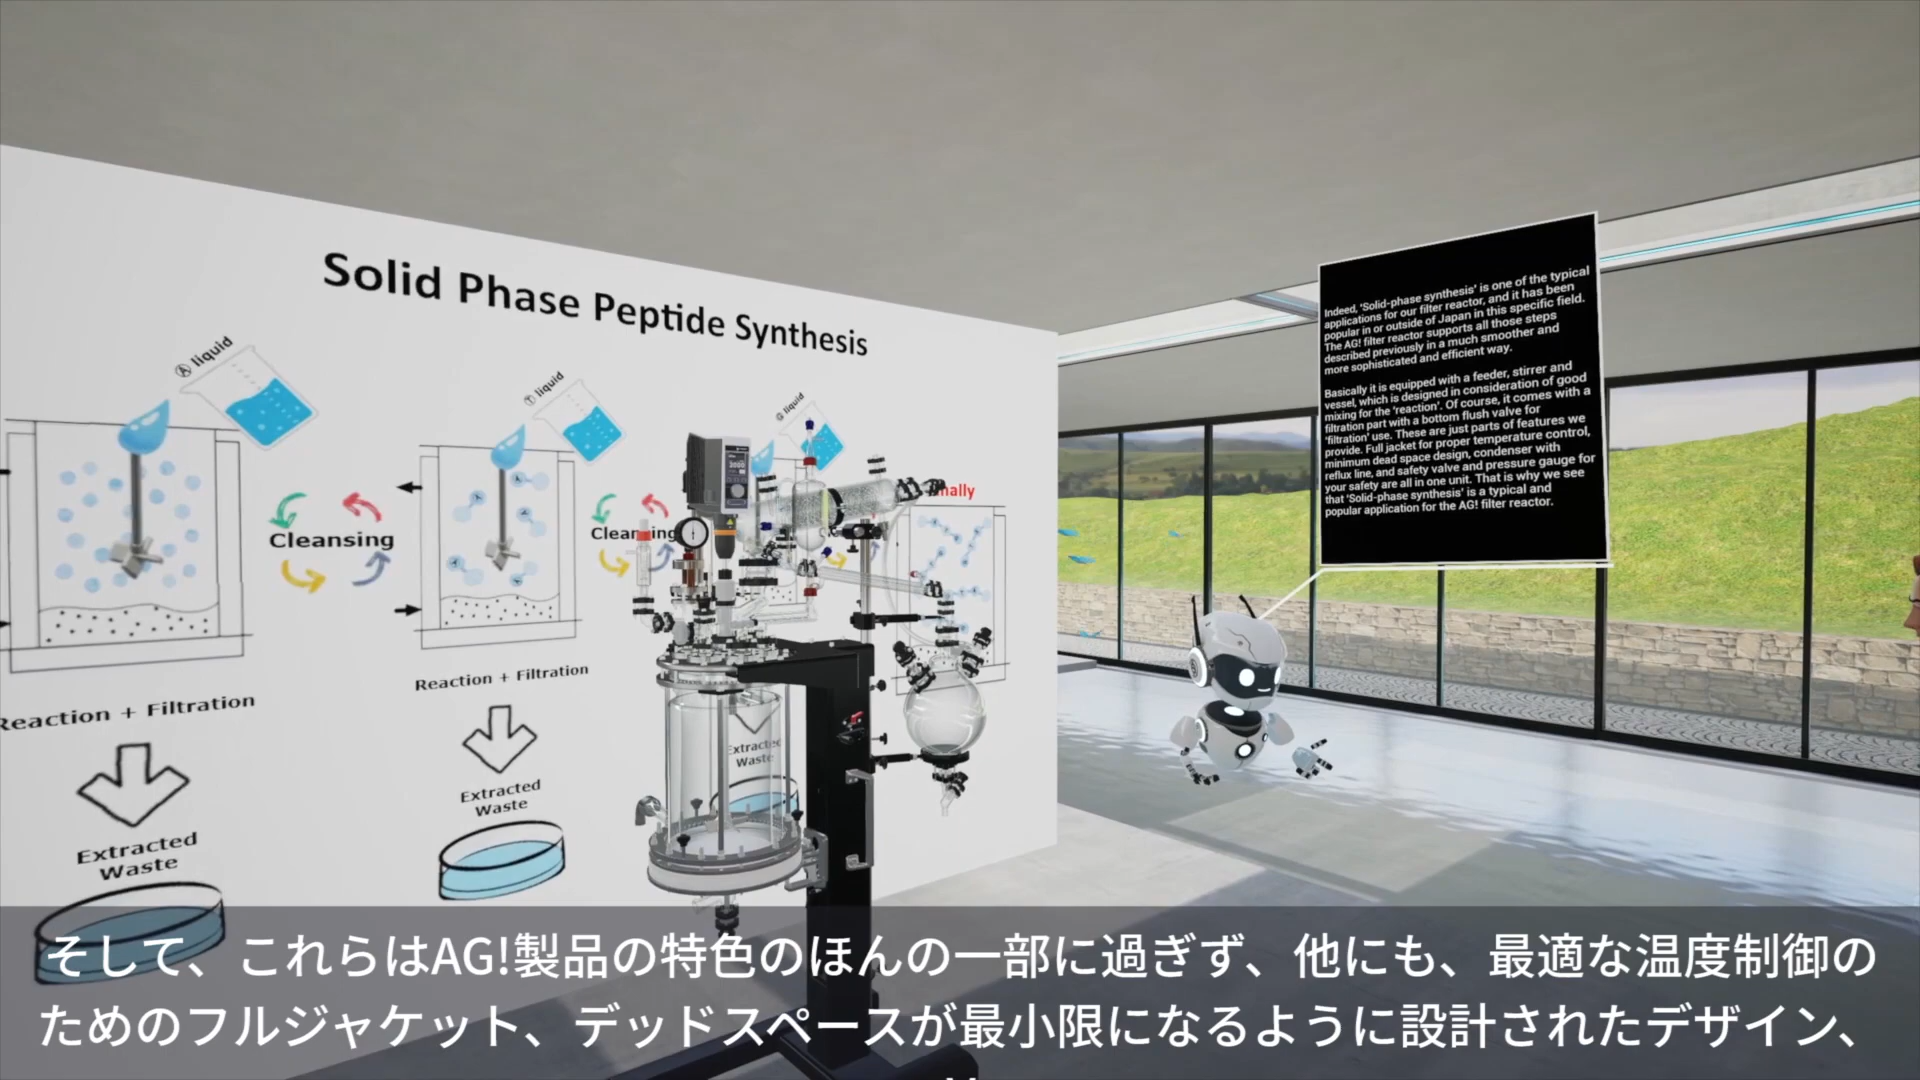 Solid Phase Peptide Synthesis
Ⓐ liquid
Ⓣ liquid
Ⓖ liquid
Cleansing
Cleansing
Reaction + Filtration
Reaction + Filtration
Extracted
Waste
Extracted
Waste
Extracted
Waste
Indeed, 'Solid-phase synthesis' is one of the typical
applications for our filter reactor, and it has been
popular in or outside of Japan in this specific field.
The AG! filter reactor supports all those steps
described previously in a much smoother and
more sophisticated and efficient way.
Basically it is equipped with a feeder, stirrer and
vessel, which is designed in consideration of good
mixing for the 'reaction'. Of course, it comes with a
filtration part with a bottom flush valve for
'filtration' use. These are just parts of features we
provide. Full jacket for proper temperature control,
minimum dead space design, condenser with
reflux line, and safety valve and pressure gauge for
your safety are all in one unit. That is why we see
that 'Solid-phase synthesis' is a typical and
popular application for the AG! filter reactor.
そして、これらはAG!製品の特色のほんの一部に過ぎず、他にも、最適な温度制御の
ためのフルジャケット、デッドスペースが最小限になるように設計されたデザイン、